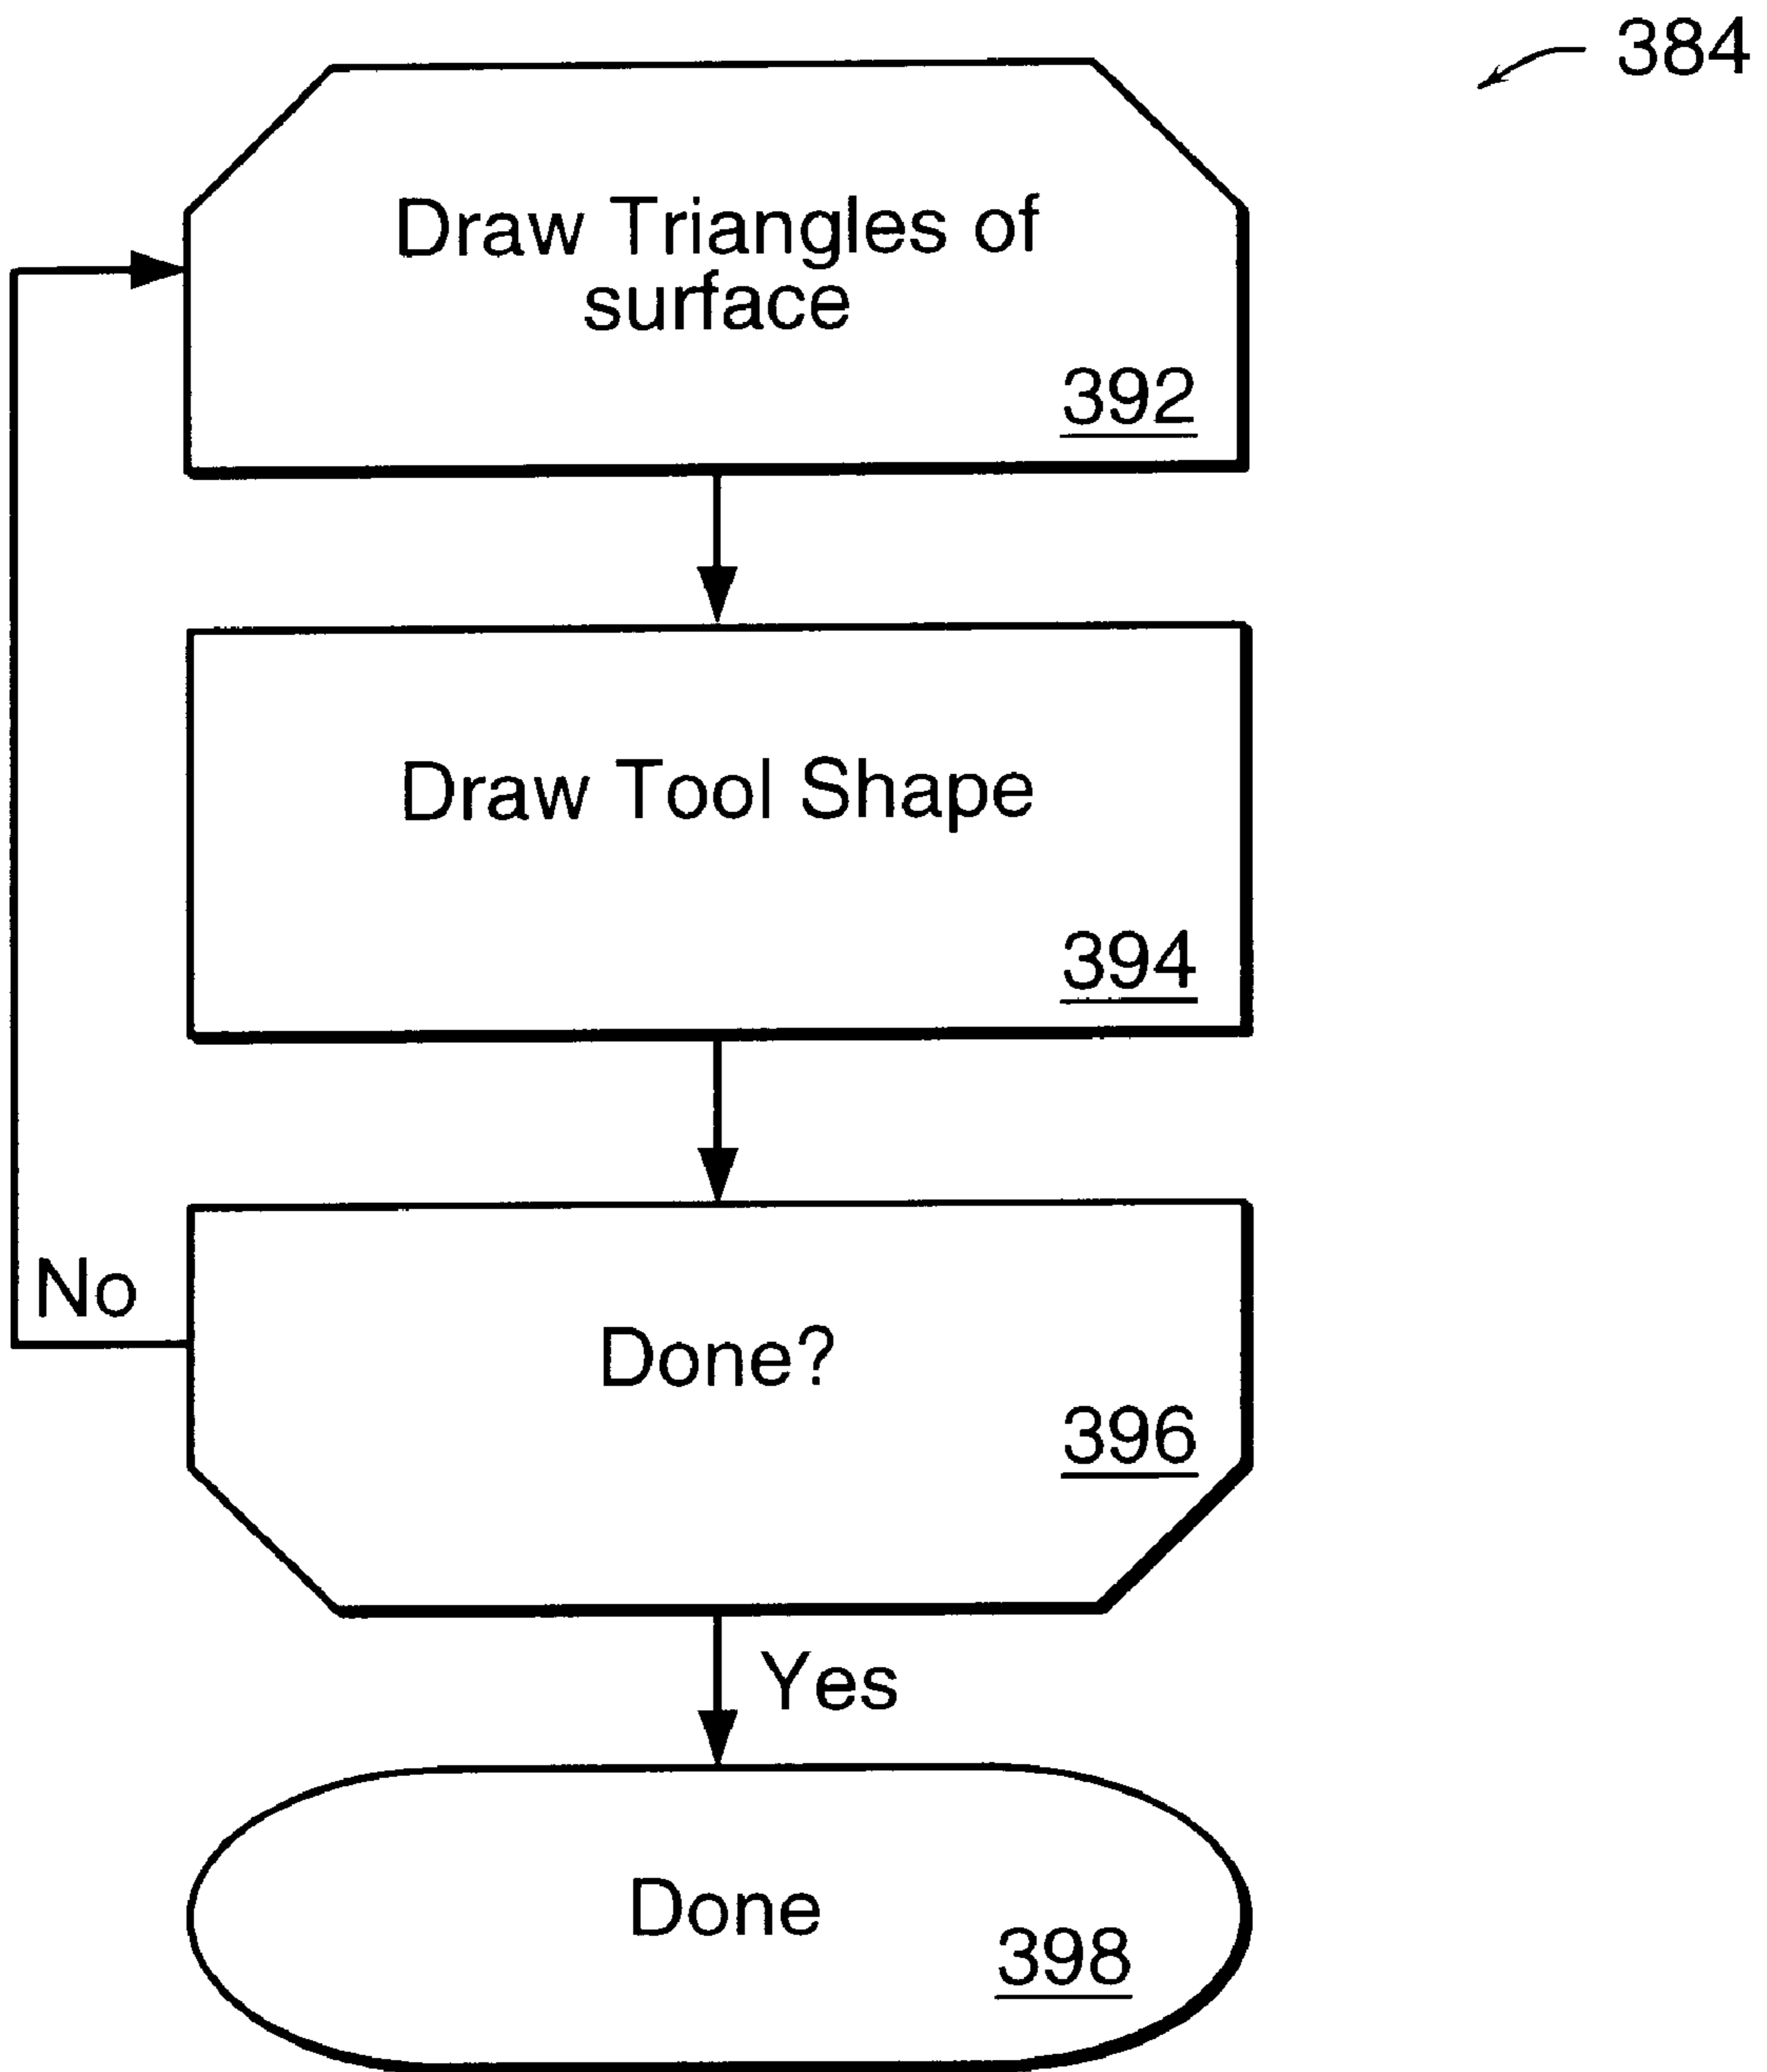 384
Draw Triangles of
surface
392
Draw Tool Shape
394
No
Done?
396
Yes
Done
398